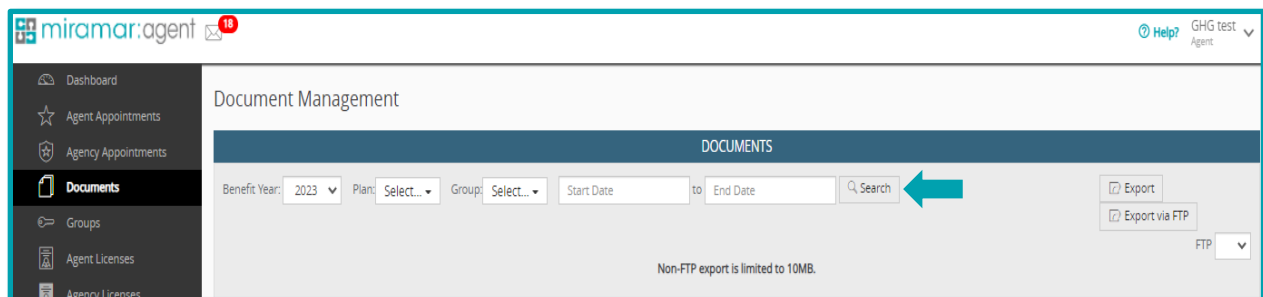 miramar:agent 18
Help? GHG test
Agent
Dashboard
Agent Appointments
Agency Appointments
Documents
Groups
Agent Licenses
Agency Licenses
Document Management
DOCUMENTS
Benefit Year: 2023 Plan: Select... Group: Select... Start Date to End Date Search
Export
Export via FTP
FTP
Non-FTP export is limited to 10MB.